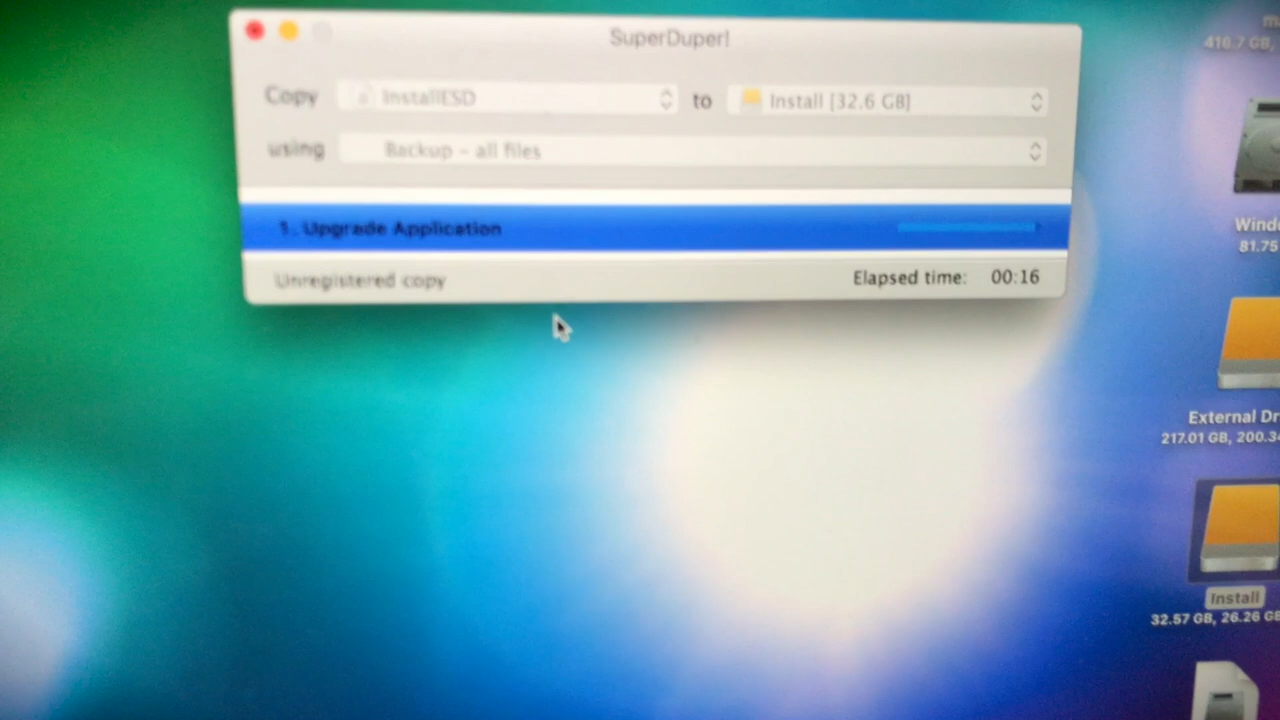 SuperDuper!
Copy InstallESD to Install [32.6 GB]
using Backup - all files
1. Upgrade Application
Unregistered copy Elapsed time: 00:16
416.7 GB,
Wind
81.75
External Dr
217.01 GB, 200.3
Install
32.57 GB, 26.26 GB